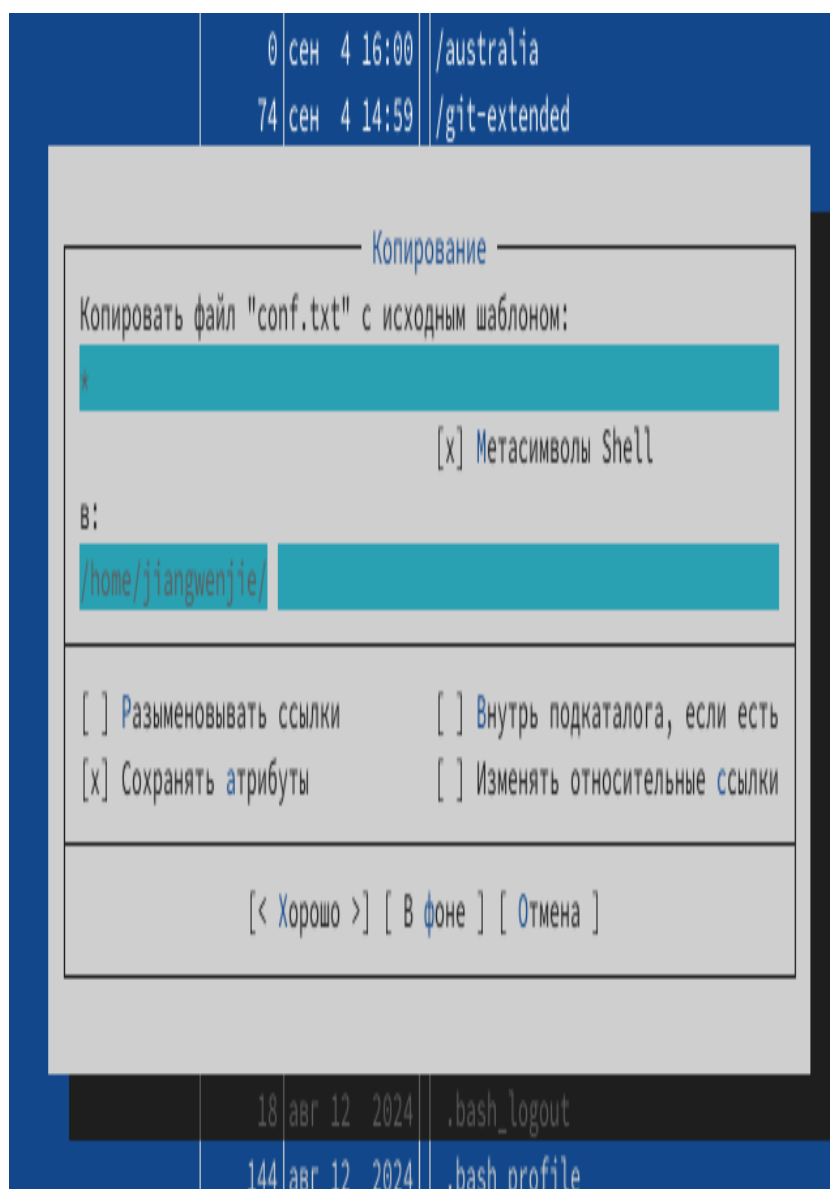 0 сен 4 16:00 /australia
74 сен 4 14:59 /git-extended
Копирование
Копировать файл "conf.txt" с исходным шаблоном:
*
[x] Метасимволы Shell
в:
/home/jiangwenjie/
[ ] Разыменовывать ссылки [ ] Внутрь подкаталога, если есть
[x] Сохранять атрибуты [ ] Изменять относительные ссылки
[< Хорошо >] [ В фоне ] [ Отмена ]
18 авг 12 2024 .bash_logout
144 авг 12 2024 .bash_profile